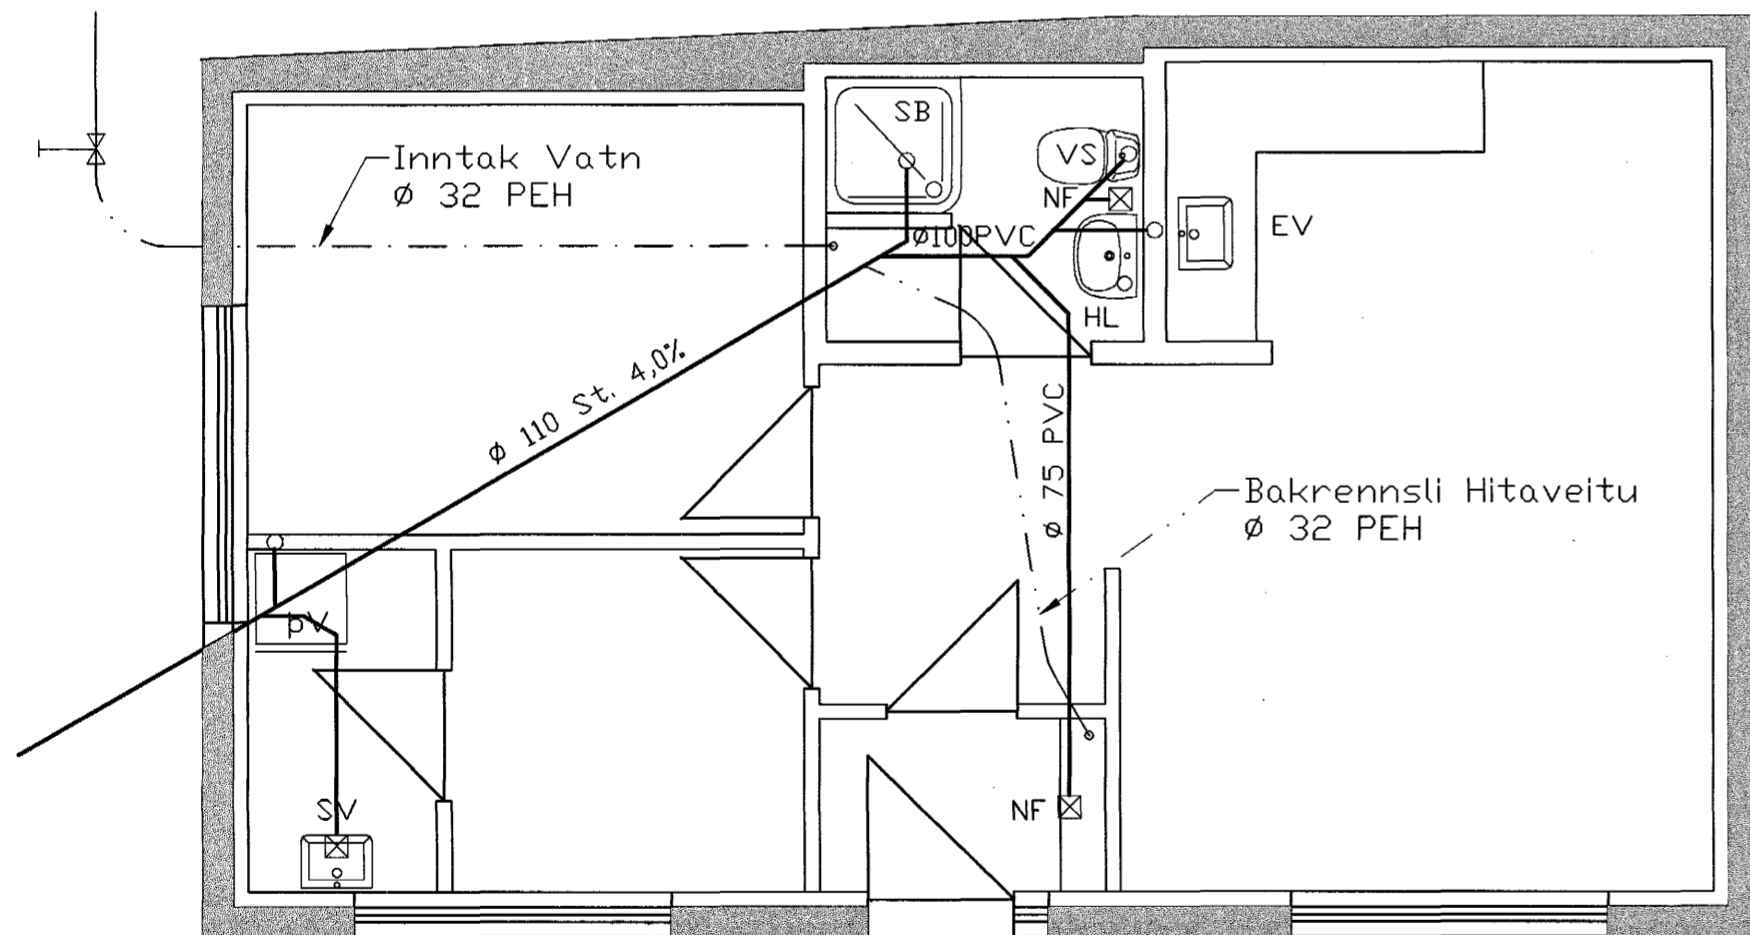 SB
Inntak Vatn
Ø 32 PEH
VS
NF
EV
Ø100PVC
HL
Ø 110 St. 4,0%
Ø 75 PVC
Bakrennsli Hitaveitu
Ø 32 PEH
þV
SV
NF